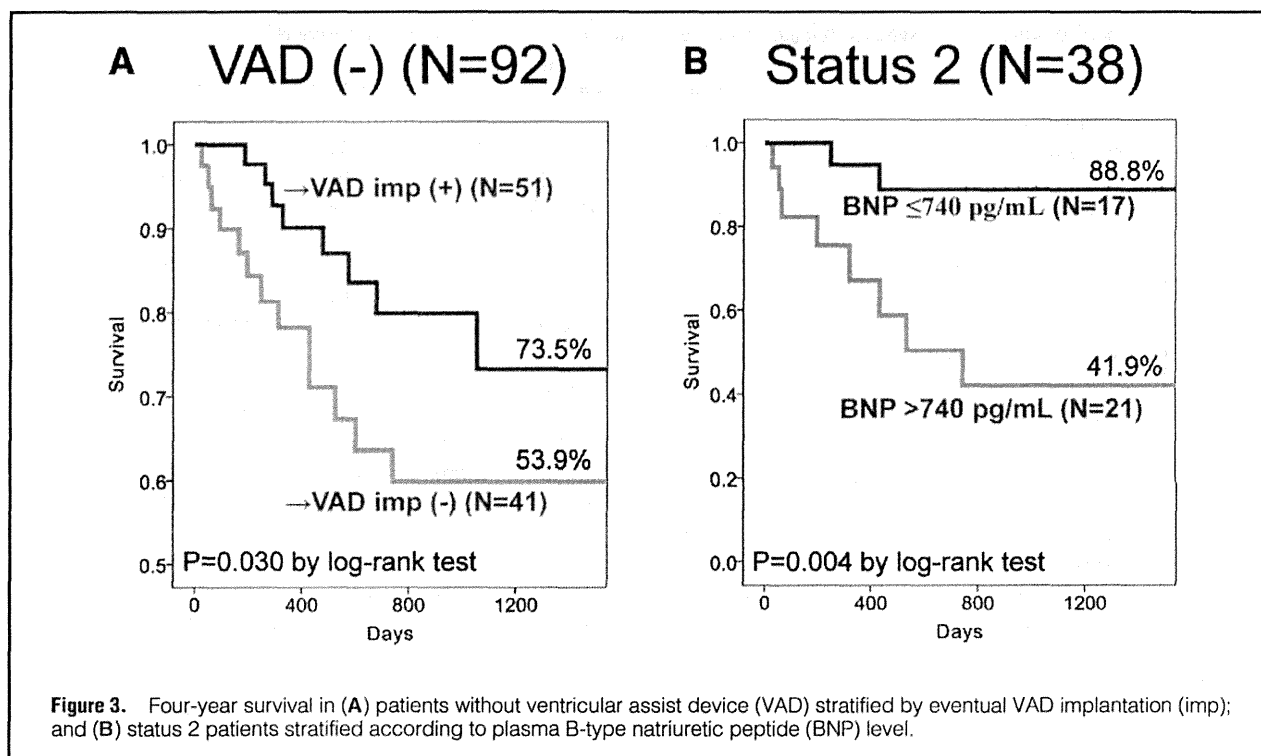 A VAD (-) (N=92)
1.0
0.9
0.8
0.7
0.6
0.5
Survival
→VAD imp (+) (N=51)
73.5%
53.9%
→VAD imp (-) (N=41)
P=0.030 by log-rank test
0 400 800 1200
Days
B Status 2 (N=38)
1.0
0.8
0.6
0.4
0.2
0.0
Survival
88.8%
BNP ≤740 pg/mL (N=17)
41.9%
BNP >740 pg/mL (N=21)
P=0.004 by log-rank test
0 400 800 1200
Days
Figure 3. Four-year survival in (A) patients without ventricular assist device (VAD) stratified by eventual VAD implantation (imp);
and (B) status 2 patients stratified according to plasma B-type natriuretic peptide (BNP) level.